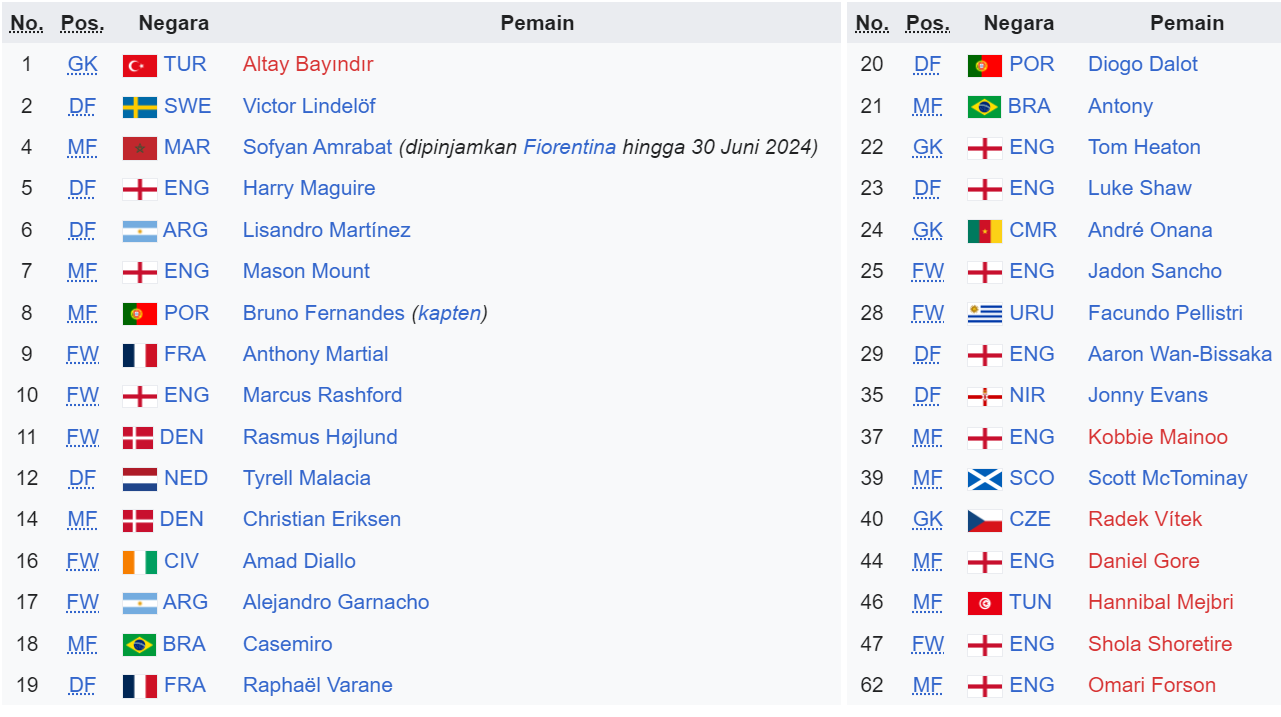 No. Pos. Negara Pemain
1 GK TUR Altay Bayındır
2 DF SWE Victor Lindelöf
4 MF MAR Sofyan Amrabat (dipinjamkan Fiorentina hingga 30 Juni 2024)
5 DF ENG Harry Maguire
6 DF ARG Lisandro Martínez
7 MF ENG Mason Mount
8 MF POR Bruno Fernandes (kapten)
9 FW FRA Anthony Martial
10 FW ENG Marcus Rashford
11 FW DEN Rasmus Højlund
12 DF NED Tyrell Malacia
14 MF DEN Christian Eriksen
16 FW CIV Amad Diallo
17 FW ARG Alejandro Garnacho
18 MF BRA Casemiro
19 DF FRA Raphaël Varane
No. Pos. Negara Pemain
20 DF POR Diogo Dalot
21 MF BRA Antony
22 GK ENG Tom Heaton
23 DF ENG Luke Shaw
24 GK CMR André Onana
25 FW ENG Jadon Sancho
28 FW URU Facundo Pellistri
29 DF ENG Aaron Wan-Bissaka
35 DF NIR Jonny Evans
37 MF ENG Kobbie Mainoo
39 MF SCO Scott McTominay
40 GK CZE Radek Vítek
44 MF ENG Daniel Gore
46 MF TUN Hannibal Mejbri
47 FW ENG Shola Shoretire
62 MF ENG Omari Forson